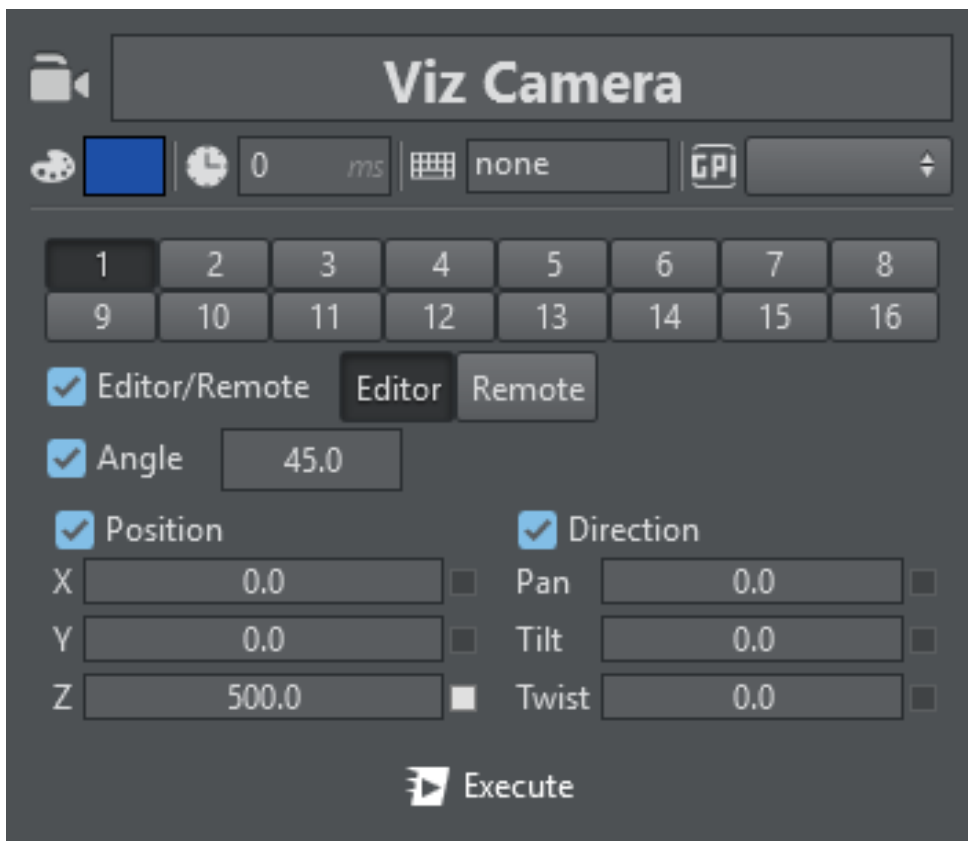 Viz Camera
0 ms none GPI
1 2 3 4 5 6 7 8
9 10 11 12 13 14 15 16
Editor/Remote Editor Remote
Angle 45.0
Position Direction
X 0.0 Pan 0.0
Y 0.0 Tilt 0.0
Z 500.0 Twist 0.0
Execute